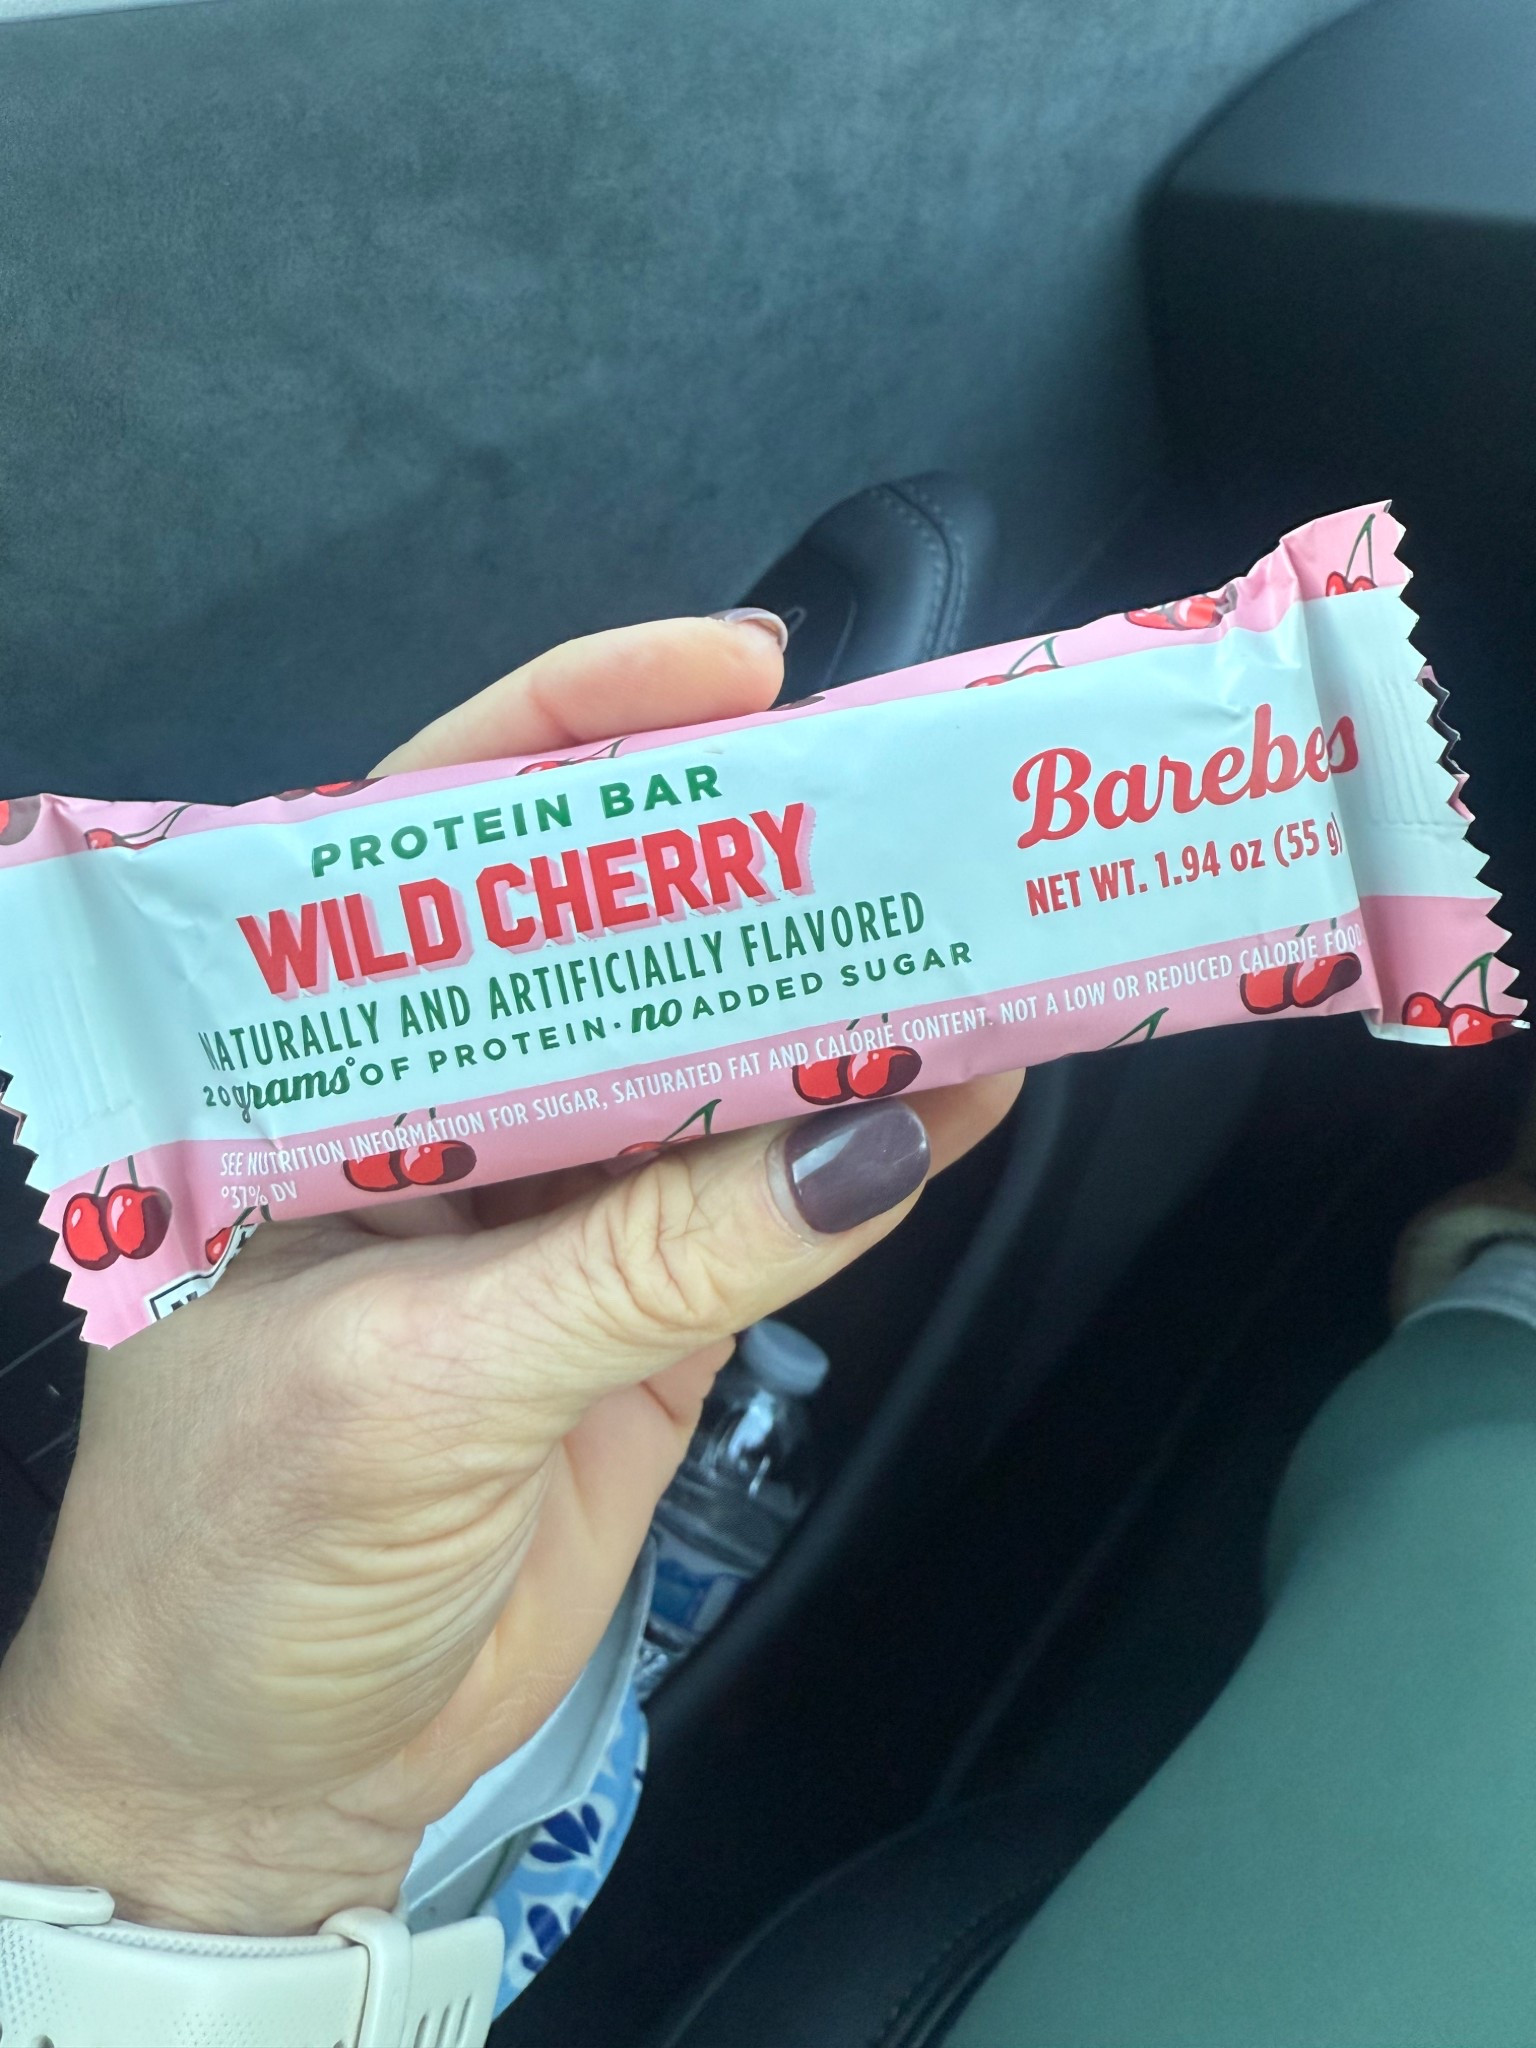 PROTEIN BAR
WILD CHERRY
NATURALLY AND ARTIFICIALLY FLAVORED
20grams° OF PROTEIN · no ADDED SUGAR
Barebells
NET WT. 1.94 oz (55 g)
SEE NUTRITION INFORMATION FOR SUGAR, SATURATED FAT AND CALORIE CONTENT. NOT A LOW OR REDUCED CALORIE FOOD
°37% DV